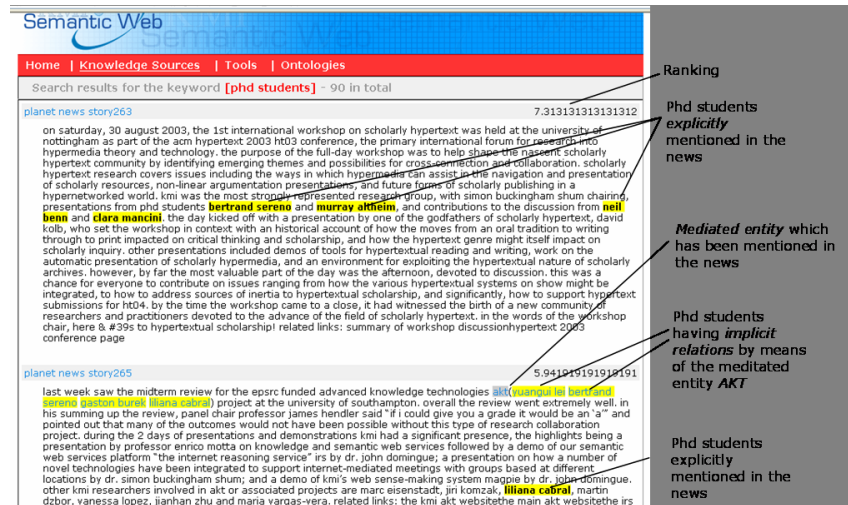 Semantic Web
Semantic Web
Home | Knowledge Sources | Tools | Ontologies
Search results for the keyword [phd students] - 90 in total
planet news story263 7.313131313131312
on saturday, 30 august 2003, the 1st international workshop on scholarly hypertext was held at the university of
nottingham as part of the acm hypertext 2003 ht03 conference, the primary international forum for research into
hypermedia theory and technology. the purpose of the full-day workshop was to help shape the nascent scholarly
hypertext community by identifying emerging themes and possibilities for cross-connection and collaboration. scholarly
hypertext research covers issues including the ways in which hypermedia can assist in the navigation and presentation
of scholarly resources, non-linear argumentation presentations, and future forms of scholarly publishing in a
hypernetworked world. kmi was the most strongly represented research group, with simon buckingham shum chairing,
presentations from phd students bertrand sereno and murray altheim, and contributions to the discussion from neil
benn and clara mancini. the day kicked off with a presentation by one of the godfathers of scholarly hypertext, david
kolb, who set the workshop in context with an historical account of how the moves from an oral tradition to writing
through to print impacted on critical thinking and scholarship, and how the hypertext genre might itself impact on
scholarly inquiry. other presentations included demos of tools for hypertextual reading and writing, work on the
automatic presentation of scholarly hypermedia, and an environment for exploiting the hypertextual nature of scholarly
archives. however, by far the most valuable part of the day was the afternoon, devoted to discussion. this was a
chance for everyone to contribute on issues ranging from how the various hypertextual systems on show might be
integrated, to how to address sources of inertia to hypertextual scholarship, and significantly, how to support hypertext
submissions for ht04. by the time the workshop came to a close, it had witnessed the birth of a new community of
researchers and practitioners devoted to the advance of the field of scholarly hypertext. in the words of the workshop
chair, here & #39s to hypertextual scholarship! related links: summary of workshop discussionhypertext 2003
conference page
planet news story265 5.941919191919191
last week saw the midterm review for the epsrc funded advanced knowledge technologies akt(yuangui lei bertrand
sereno gaston burek liliana cabral) project at the university of southampton. overall the review went extremely well. in
his summing up the review, panel chair professor james hendler said "if i could give you a grade it would be an 'a'" and
pointed out that many of the outcomes would not have been possible without this type of research collaboration
project. during the 2 days of presentations and demonstrations kmi had a significant presence, the highlights being a
presentation by professor enrico motta on knowledge and semantic web services followed by a demo of our semantic
web services platform "the internet reasoning service" irs by dr. john domingue; a presentation on how a number of
novel technologies have been integrated to support internet-mediated meetings with groups based at different
locations by dr. simon buckingham shum; and a demo of kmi's web sense-making system magpie by dr. john domingue.
other kmi researchers involved in akt or associated projects are marc eisenstadt, jiri komzak, liliana cabral, martin
dzbor, vanessa lopez, jianhan zhu and maria vargas-vera. related links: the kmi akt websitethe main akt websitethe irs
Ranking
Phd students
explicitly
mentioned in the
news
Mediated entity which
has been mentioned in
the news
Phd students
having implicit
relations by means
of the meditated
entity AKT
Phd students
explicitly
mentioned in the
news